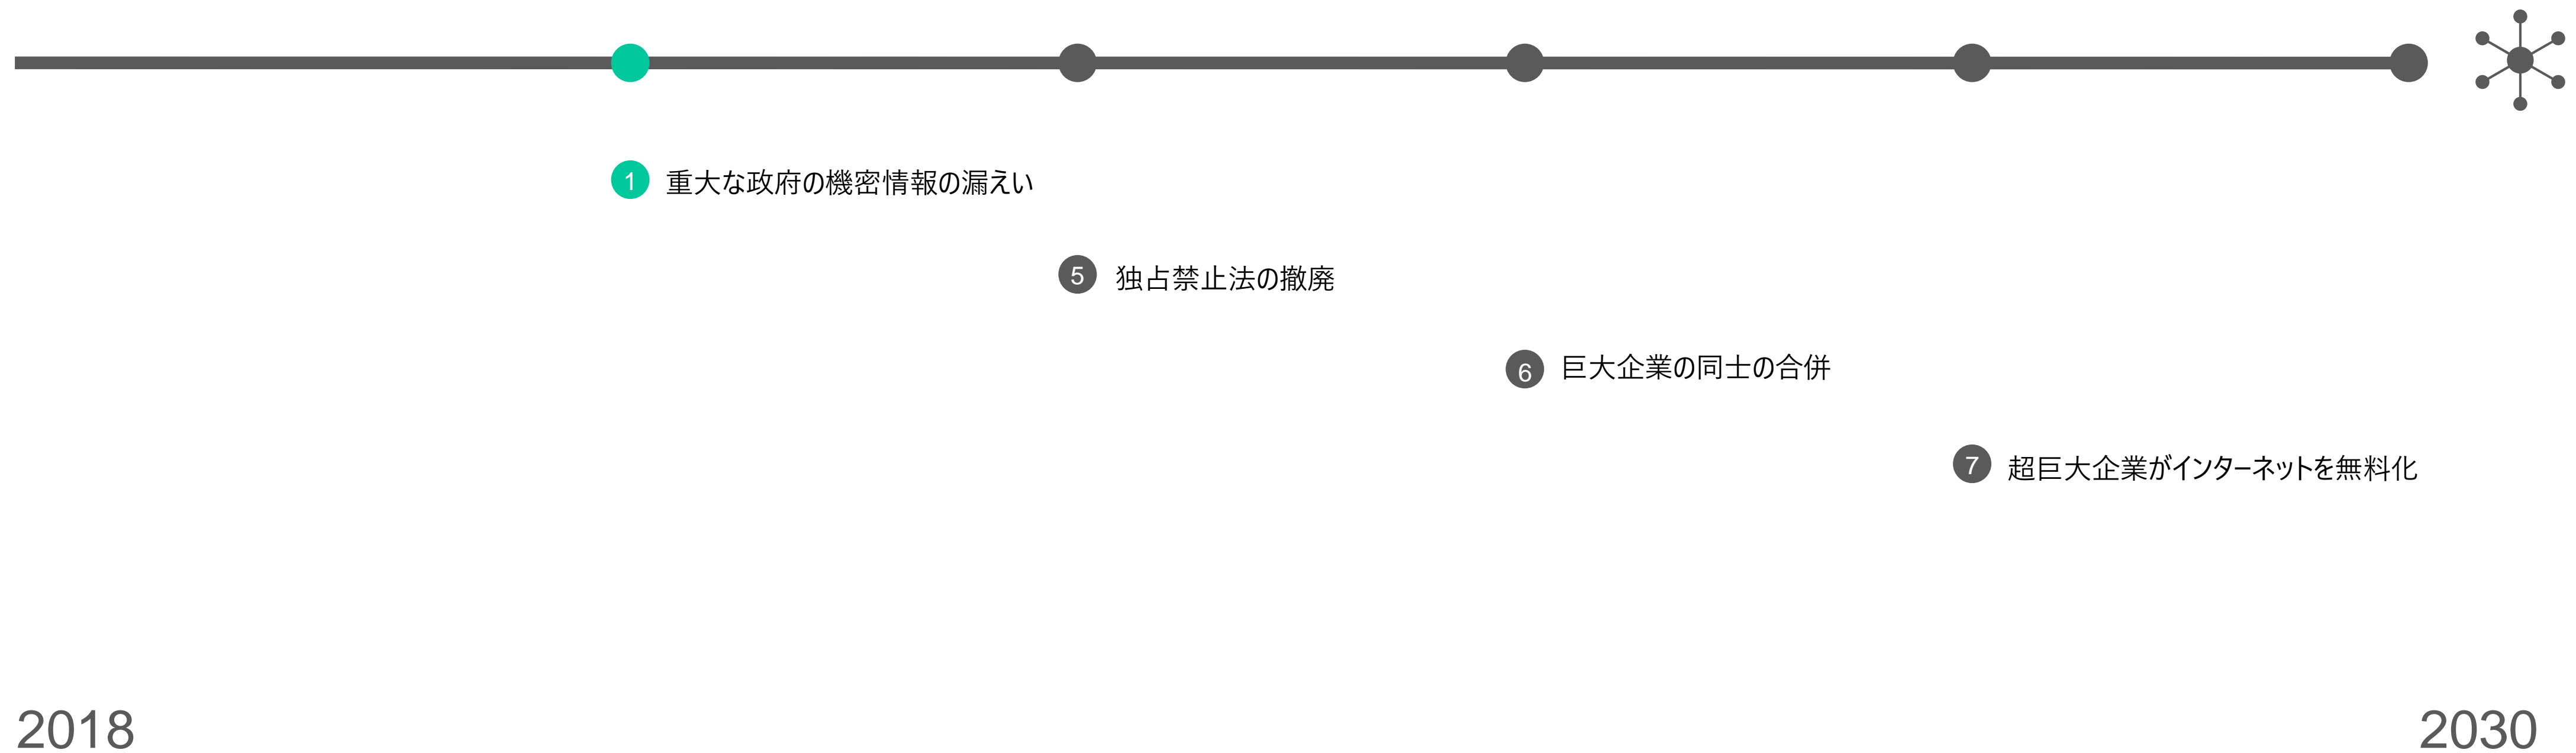 1 重大な政府の機密情報の漏えい
5 独占禁止法の撤廃
6 巨大企業の同士の合併
7 超巨大企業がインターネットを無料化
2018
2030